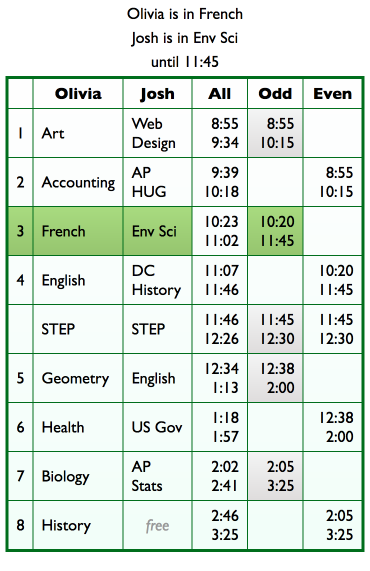 Olivia is in French
Josh is in Env Sci
until 11:45
Olivia Josh All Odd Even
1 Art Web Design 8:55 9:34 8:55 10:15
2 Accounting AP HUG 9:39 10:18 8:55 10:15
3 French Env Sci 10:23 11:02 10:20 11:45
4 English DC History 11:07 11:46 10:20 11:45
STEP STEP 11:46 12:26 11:45 12:30 11:45 12:30
5 Geometry English 12:34 1:13 12:38 2:00
6 Health US Gov 1:18 1:57 12:38 2:00
7 Biology AP Stats 2:02 2:41 2:05 3:25
8 History free 2:46 3:25 2:05 3:25